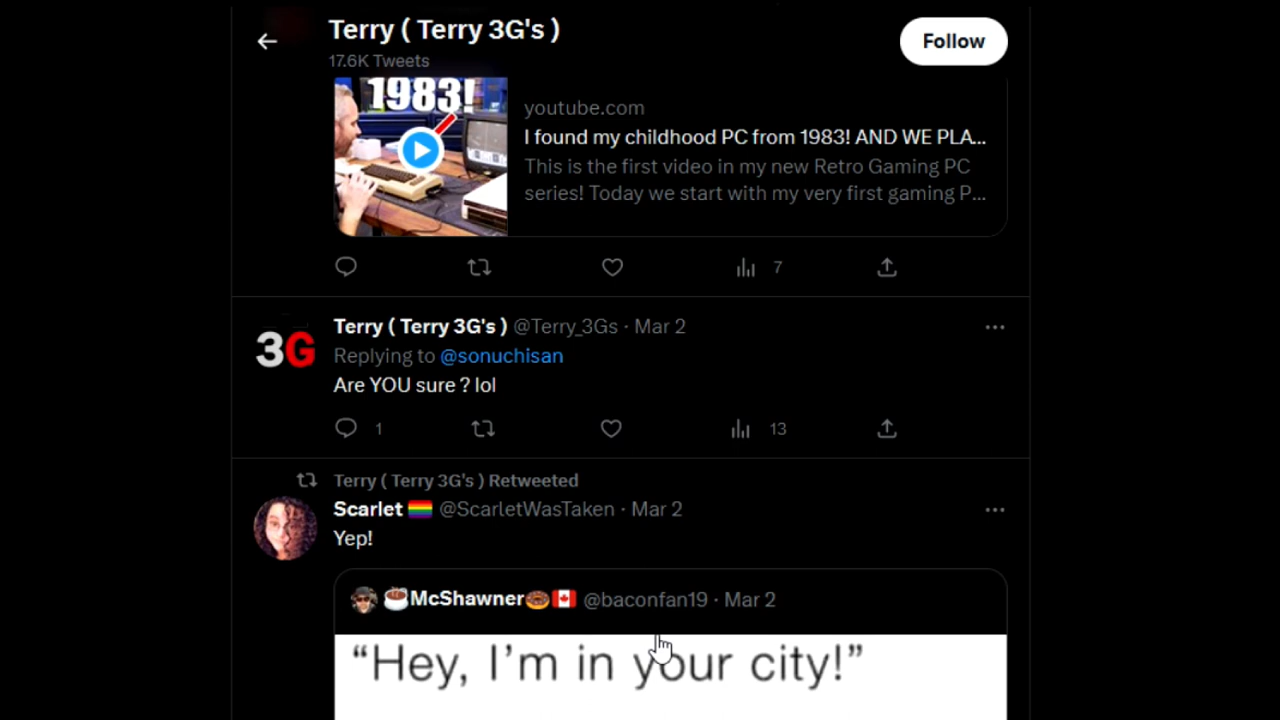 Terry ( Terry 3G's )
17.6K Tweets
Follow
1983!
youtube.com
I found my childhood PC from 1983! AND WE PLA...
This is the first video in my new Retro Gaming PC
series! Today we start with my very first gaming P...
7
3G
Terry ( Terry 3G's ) @Terry_3Gs · Mar 2
Replying to @sonuchisan
Are YOU sure ? lol
1
13
Terry ( Terry 3G's ) Retweeted
Scarlet 🏳️‍🌈 @ScarletWasTaken · Mar 2
Yep!
☕McShawner🍩🇨🇦 @baconfan19 · Mar 2
“Hey, I’m in your city!”